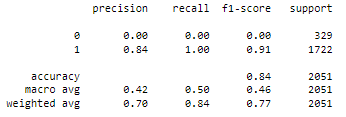 precision recall f1-score support
0 0.00 0.00 0.00 329
1 0.84 1.00 0.91 1722
accuracy 0.84 2051
macro avg 0.42 0.50 0.46 2051
weighted avg 0.70 0.84 0.77 2051